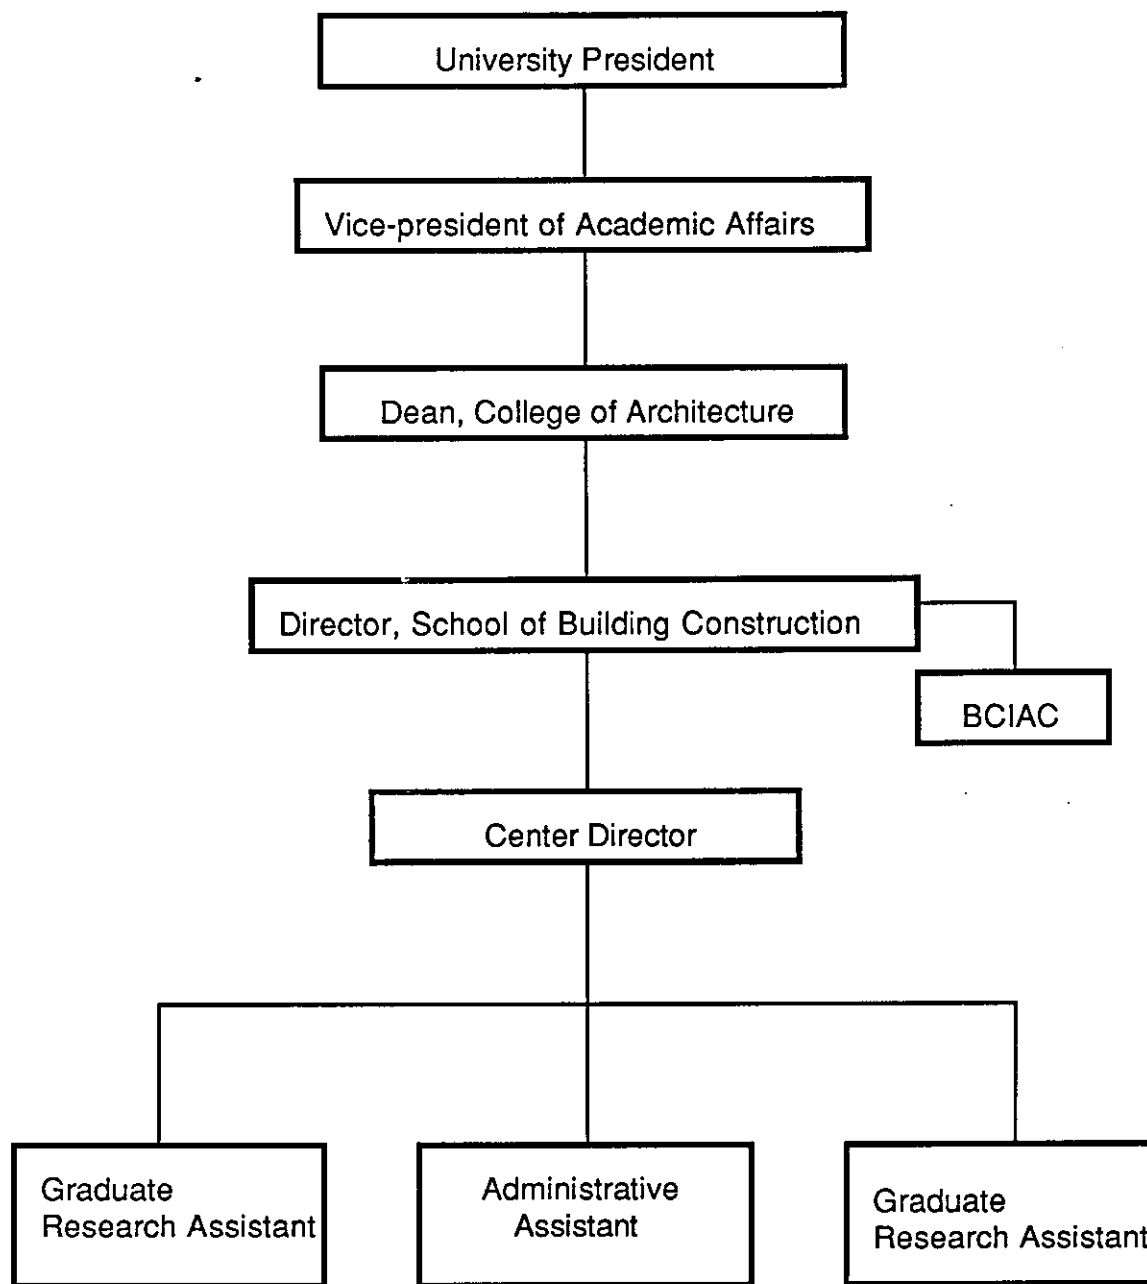 University President
Vice-president of Academic Affairs
Dean, College of Architecture
Director, School of Building Construction
BCIAC
Center Director
Graduate
Research Assistant
Administrative
Assistant
Graduate
Research Assistant